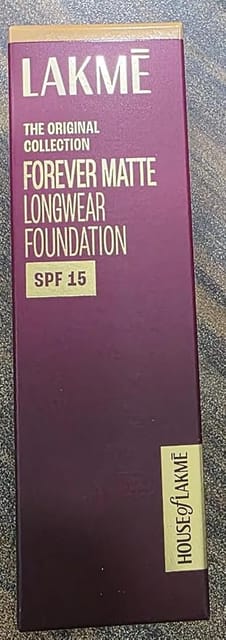 LAKMĒ
THE ORIGINAL
COLLECTION
FOREVER MATTE
LONGWEAR
FOUNDATION
SPF 15
HOUSE of LAKMĒ